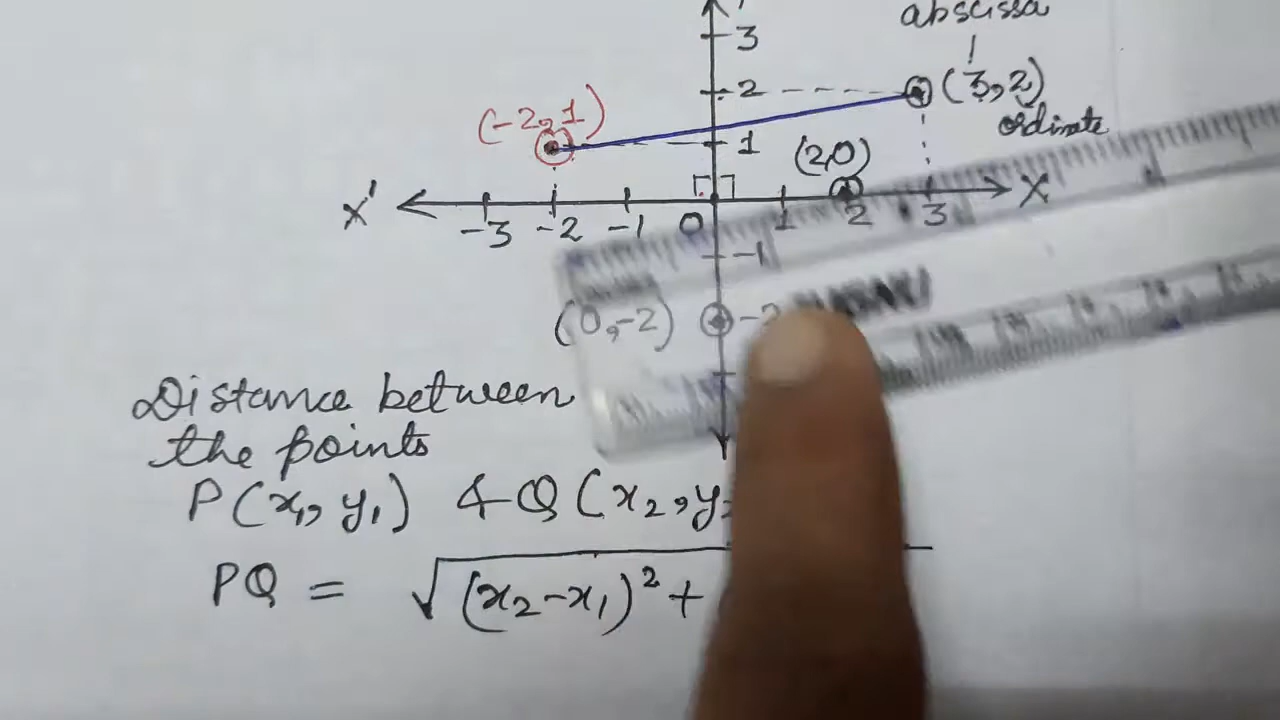 abscissa
3
2 (3,2)
(-2,1) ordinate
1 (2,0)
X' -3 -2 -1 0 1 2 3 X
-1
(0,-2) -2
Distance between
the points
P(x₁, y₁) & Q(x₂, y₂
PQ = √(x₂-x₁)² +